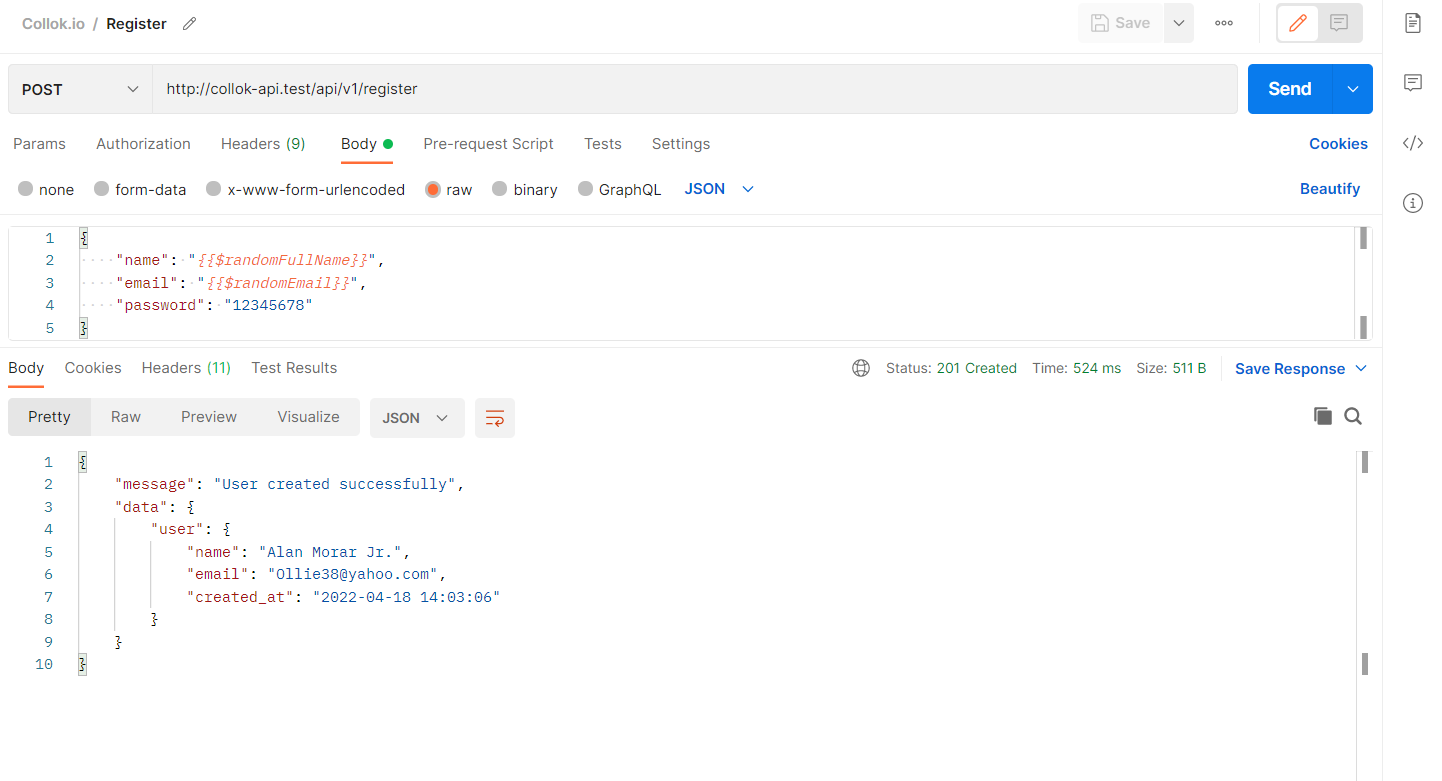 Collok.io / Register
Save
POST http://collok-api.test/api/v1/register Send
Params Authorization Headers (9) Body Pre-request Script Tests Settings Cookies
none form-data x-www-form-urlencoded raw binary GraphQL JSON Beautify
1 {
2 "name": "{{$randomFullName}}",
3 "email": "{{$randomEmail}}",
4 "password": "12345678"
5 }
Body Cookies Headers (11) Test Results Status: 201 Created Time: 524 ms Size: 511 B Save Response
Pretty Raw Preview Visualize JSON
1 {
2 "message": "User created successfully",
3 "data": {
4 "user": {
5 "name": "Alan Morar Jr.",
6 "email": "Ollie38@yahoo.com",
7 "created_at": "2022-04-18 14:03:06"
8 }
9 }
10 }